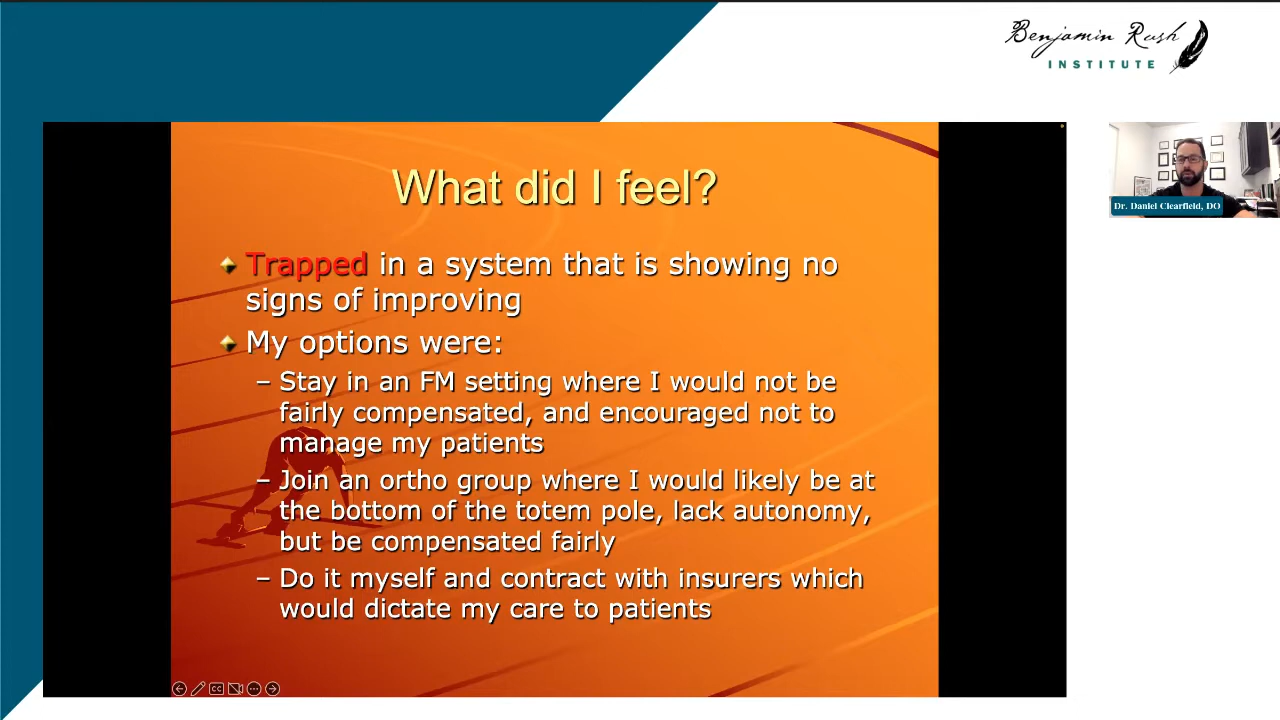 Benjamin Rush
INSTITUTE
What did I feel?
Trapped in a system that is showing no
signs of improving
My options were:
– Stay in an FM setting where I would not be
fairly compensated, and encouraged not to
manage my patients
– Join an ortho group where I would likely be at
the bottom of the totem pole, lack autonomy,
but be compensated fairly
– Do it myself and contract with insurers which
would dictate my care to patients
Dr. Daniel Clearfield, DO
CC